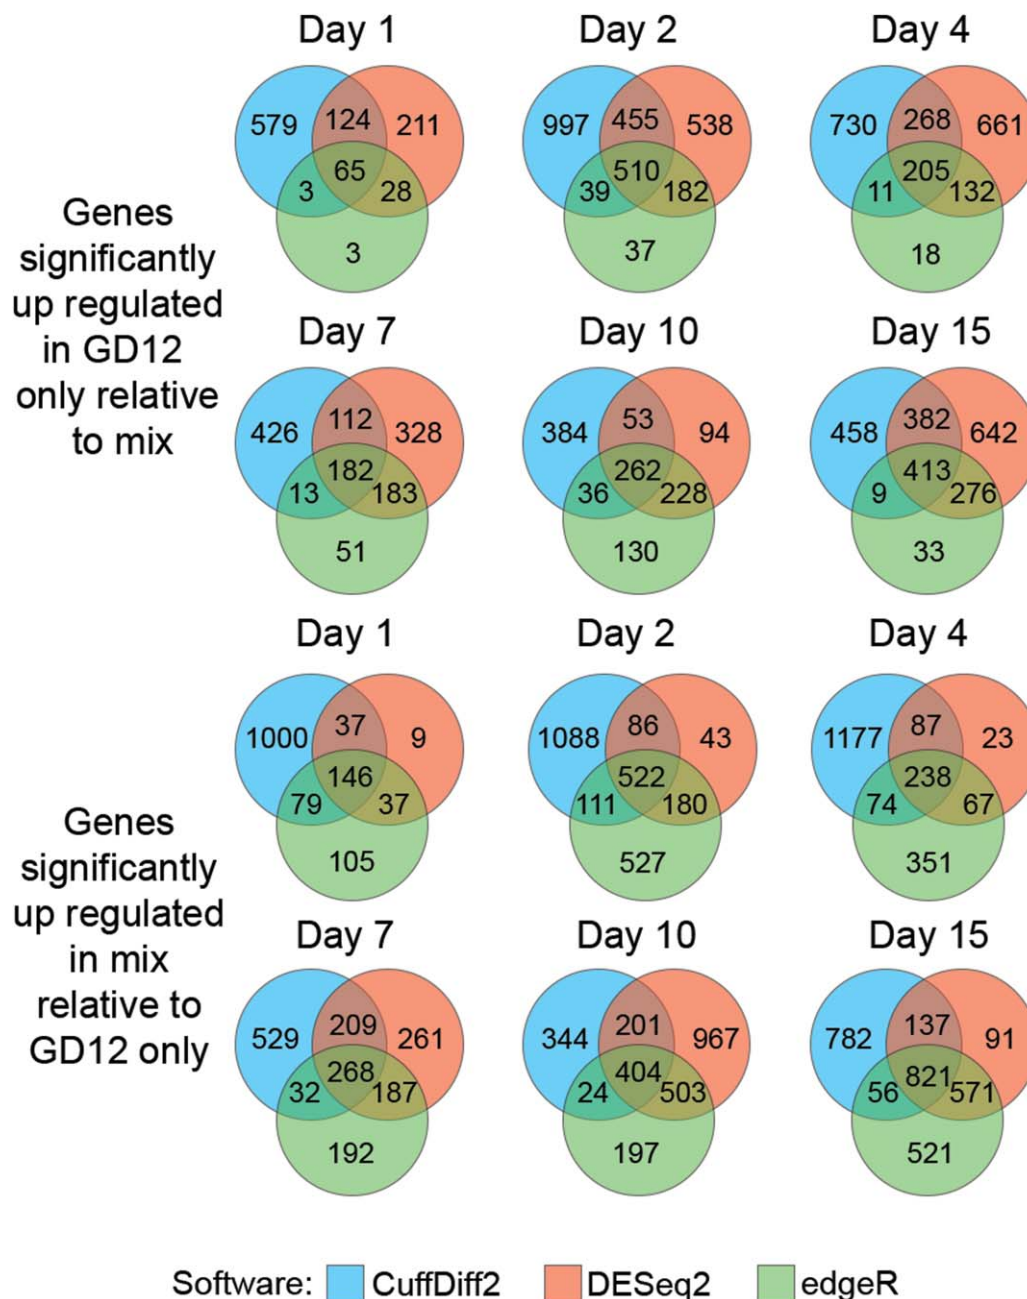 Day 1 Day 2 Day 4
579 124 211 997 455 538 730 268 661
65 510 205
3 28 39 182 11 132
3 37 18
Genes
significantly
up regulated
in GD12
only relative
to mix
Day 7 Day 10 Day 15
426 112 328 384 53 94 458 382 642
182 262 413
13 183 36 228 9 276
51 130 33
Day 1 Day 2 Day 4
1000 37 9 1088 86 43 1177 87 23
146 522 238
79 37 111 180 74 67
105 527 351
Genes
significantly
up regulated
in mix
relative to
GD12 only
Day 7 Day 10 Day 15
529 209 261 344 201 967 782 137 91
268 404 821
32 187 24 503 56 571
192 197 521
Software: CuffDiff2 DESeq2 edgeR